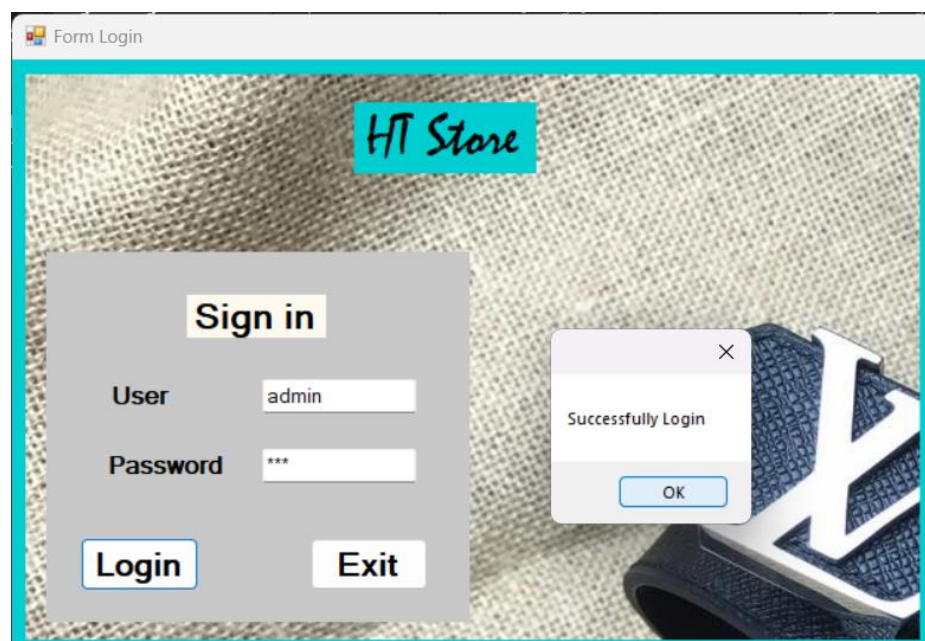 Form Login
HT Store
Sign in
User admin
Password ***
Successfully Login
OK
Login Exit